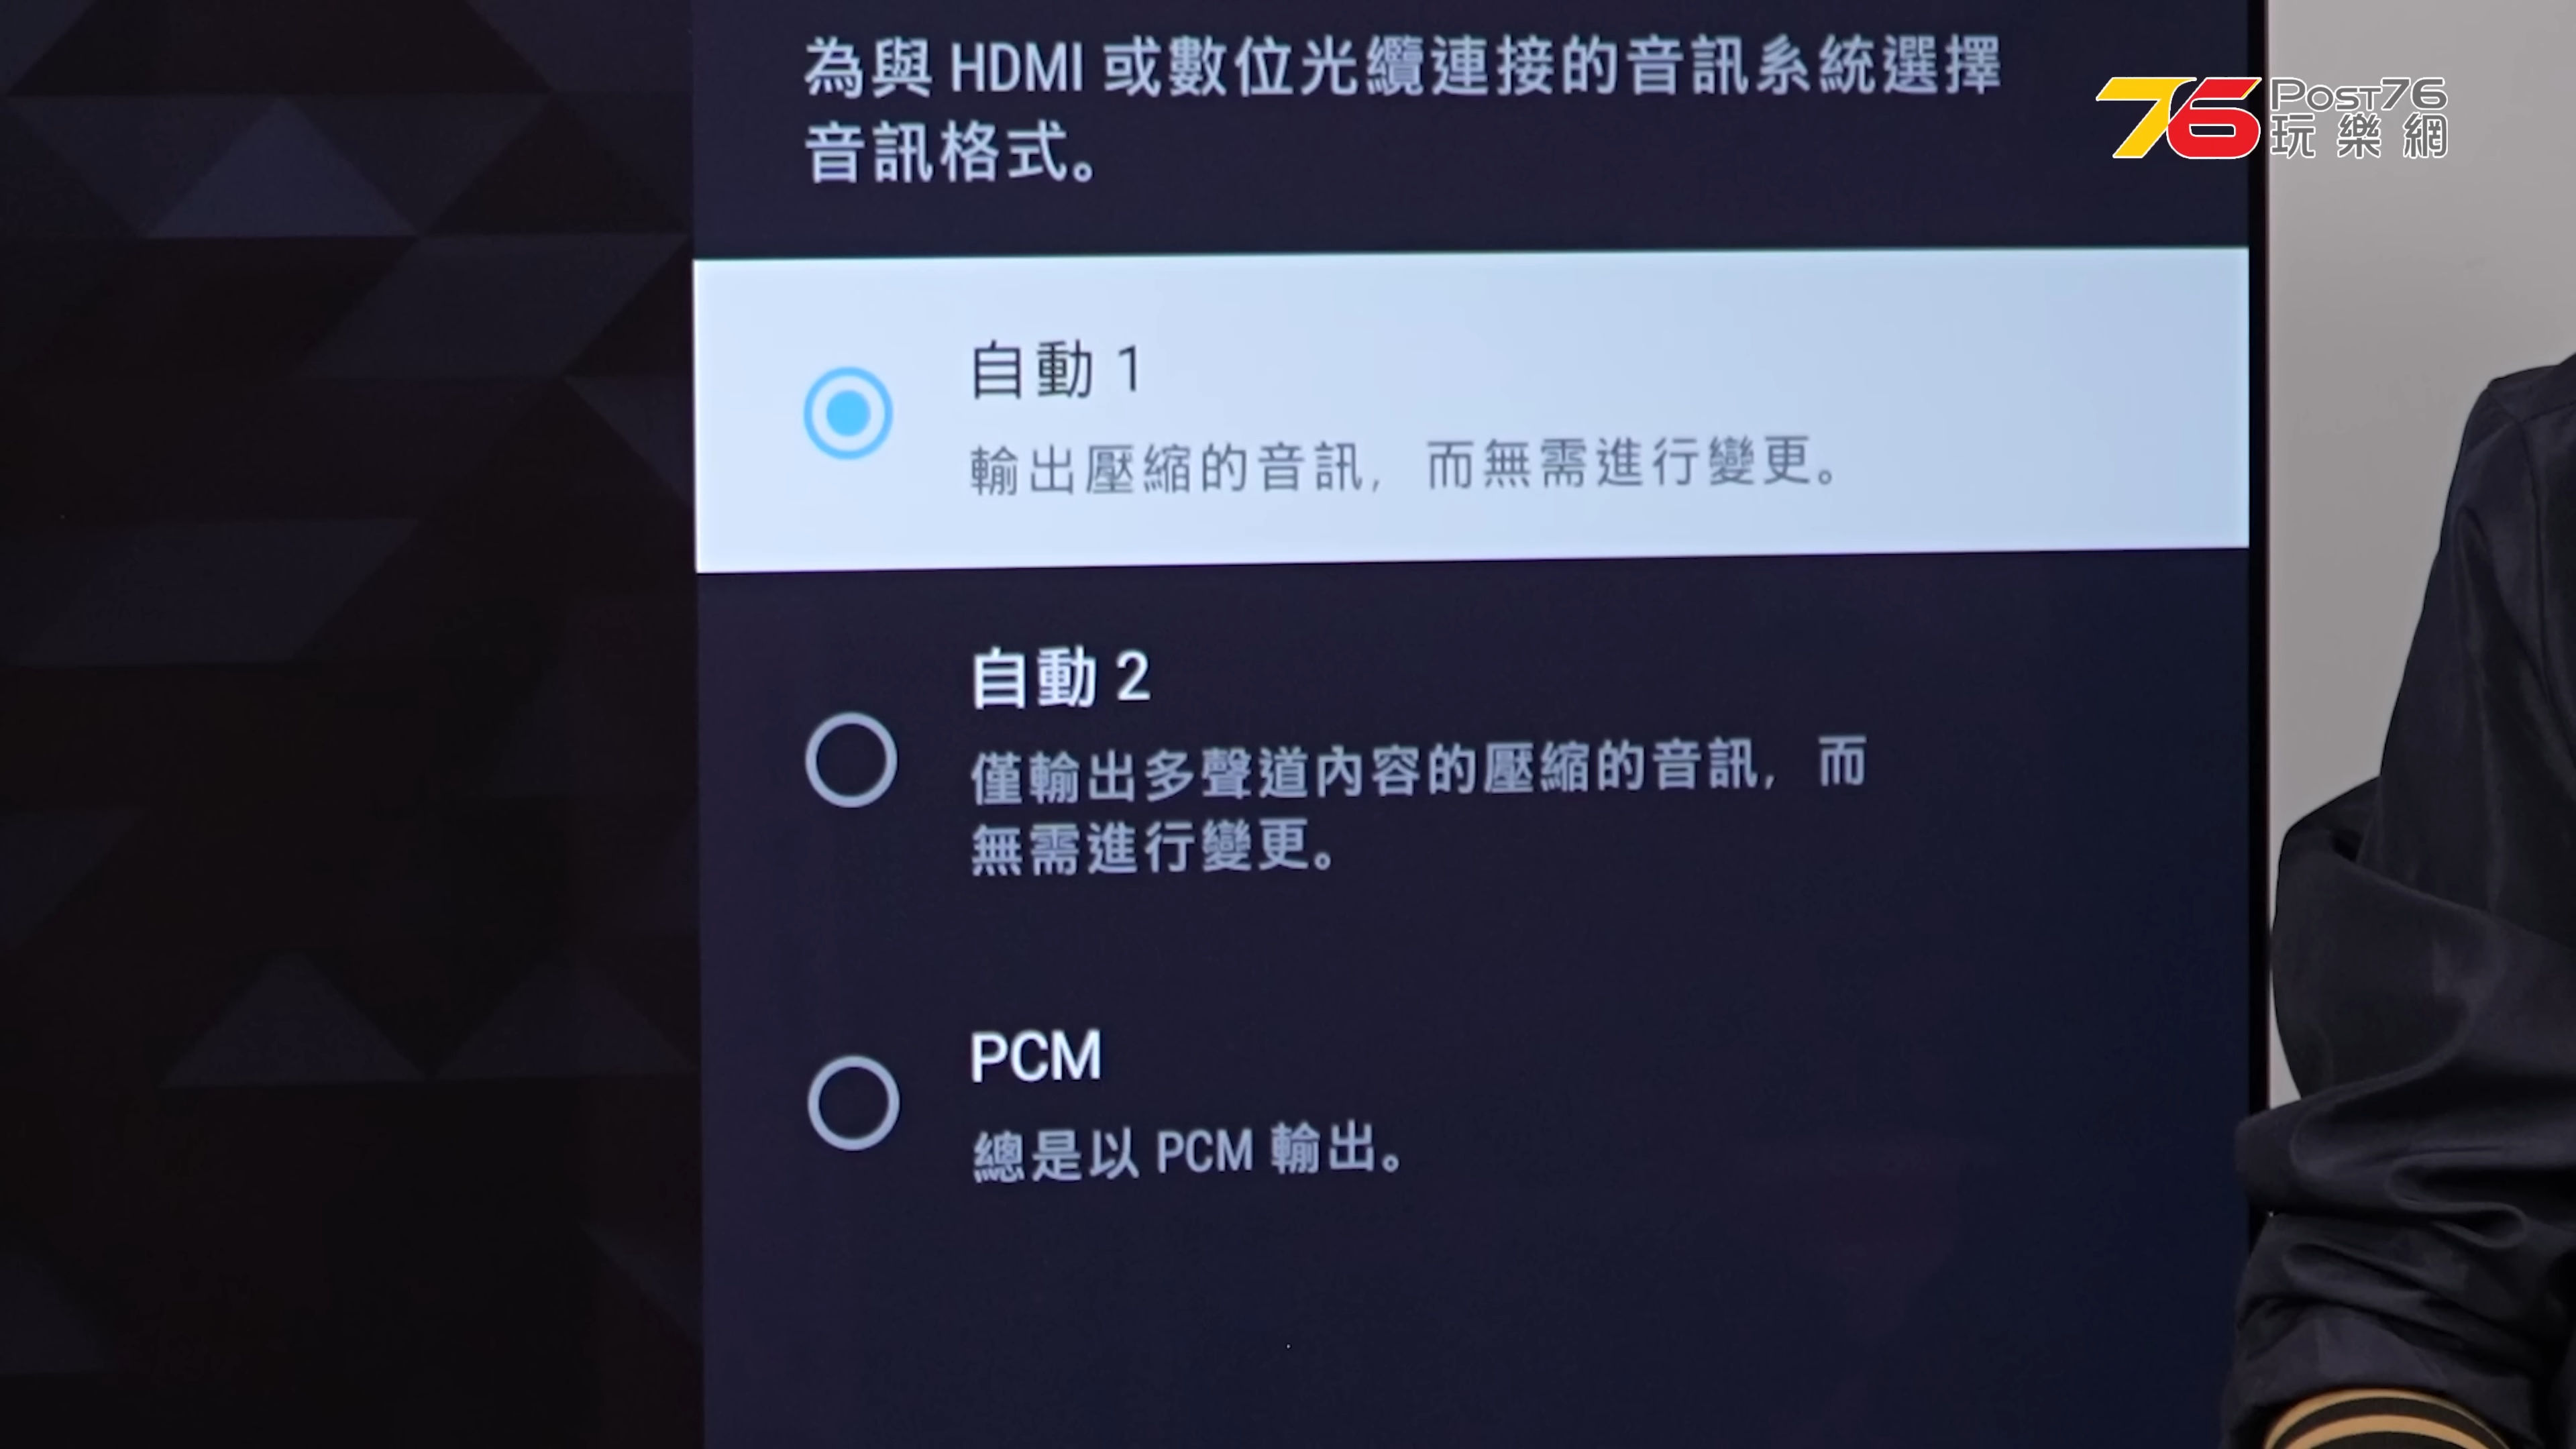 為與 HDMI 或數位光纜連接的音訊系統選擇
音訊格式。
76 POST76
玩樂網
自動 1
輸出壓縮的音訊，而無需進行變更。
自動 2
僅輸出多聲道內容的壓縮的音訊，而
無需進行變更。
PCM
總是以 PCM 輸出。